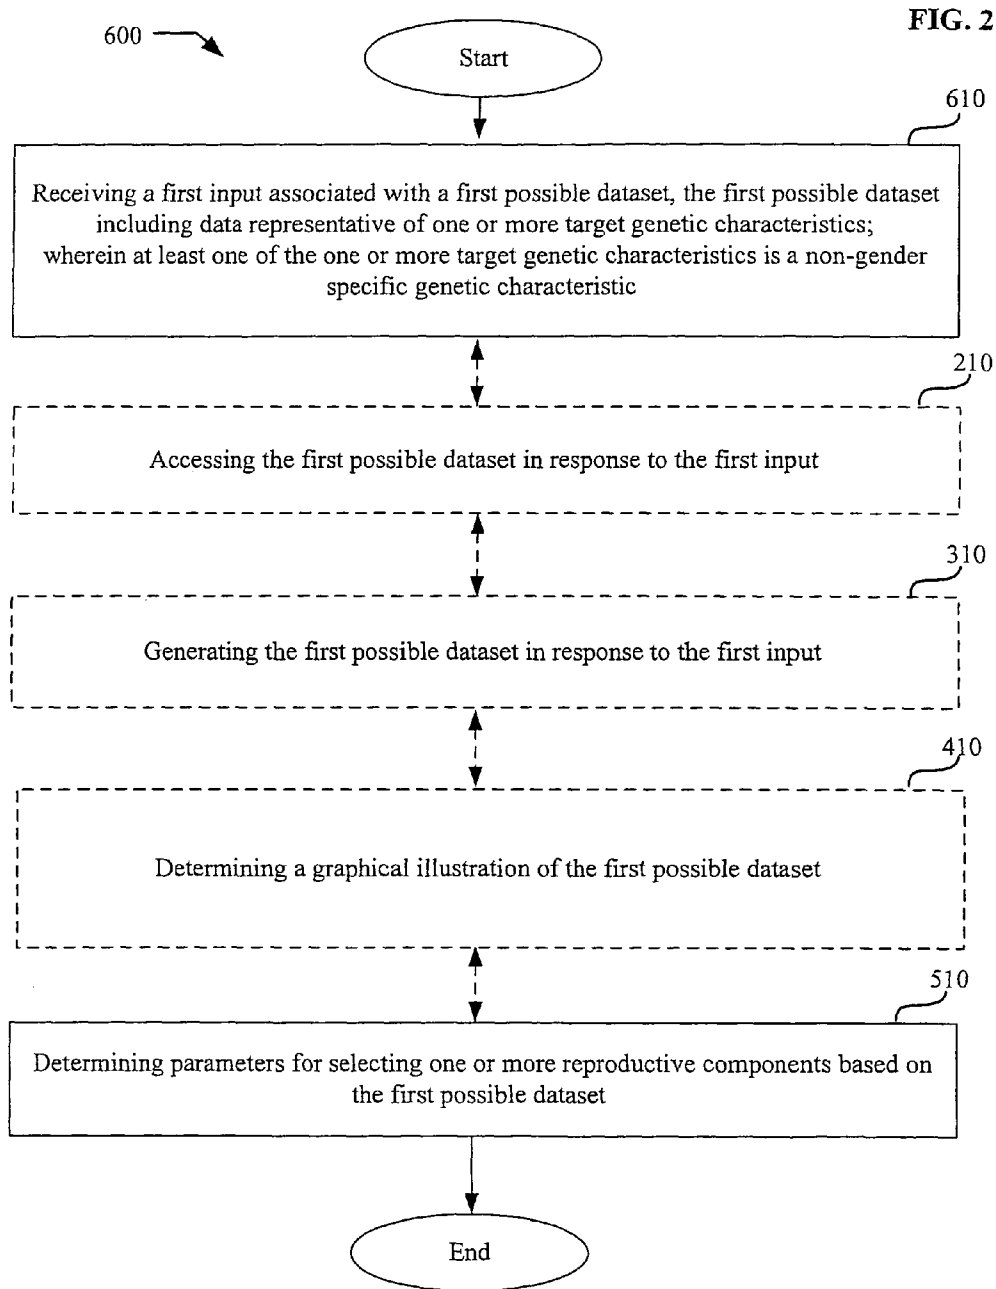 FIG. 2
600
Start
610
Receiving a first input associated with a first possible dataset, the first possible dataset
including data representative of one or more target genetic characteristics;
wherein at least one of the one or more target genetic characteristics is a non-gender
specific genetic characteristic
210
Accessing the first possible dataset in response to the first input
310
Generating the first possible dataset in response to the first input
410
Determining a graphical illustration of the first possible dataset
510
Determining parameters for selecting one or more reproductive components based on
the first possible dataset
End